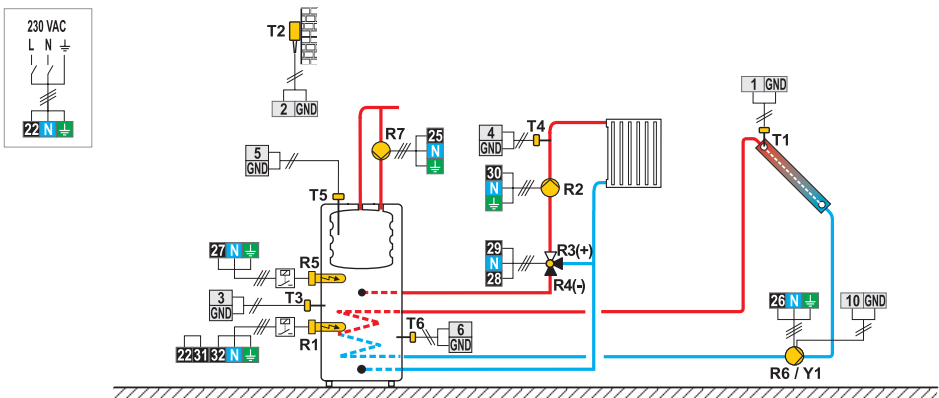 230 VAC
L N
22 N
T2
2 GND
5
GND
T5
R7
25
N
4
GND
T4
30
N
R2
29
N
28
R3(+)
R4(-)
1 GND
T1
27 N
R5
3
GND
T3
R1
22 31 32 N
T6
6
GND
26 N
10 GND
R6 / Y1